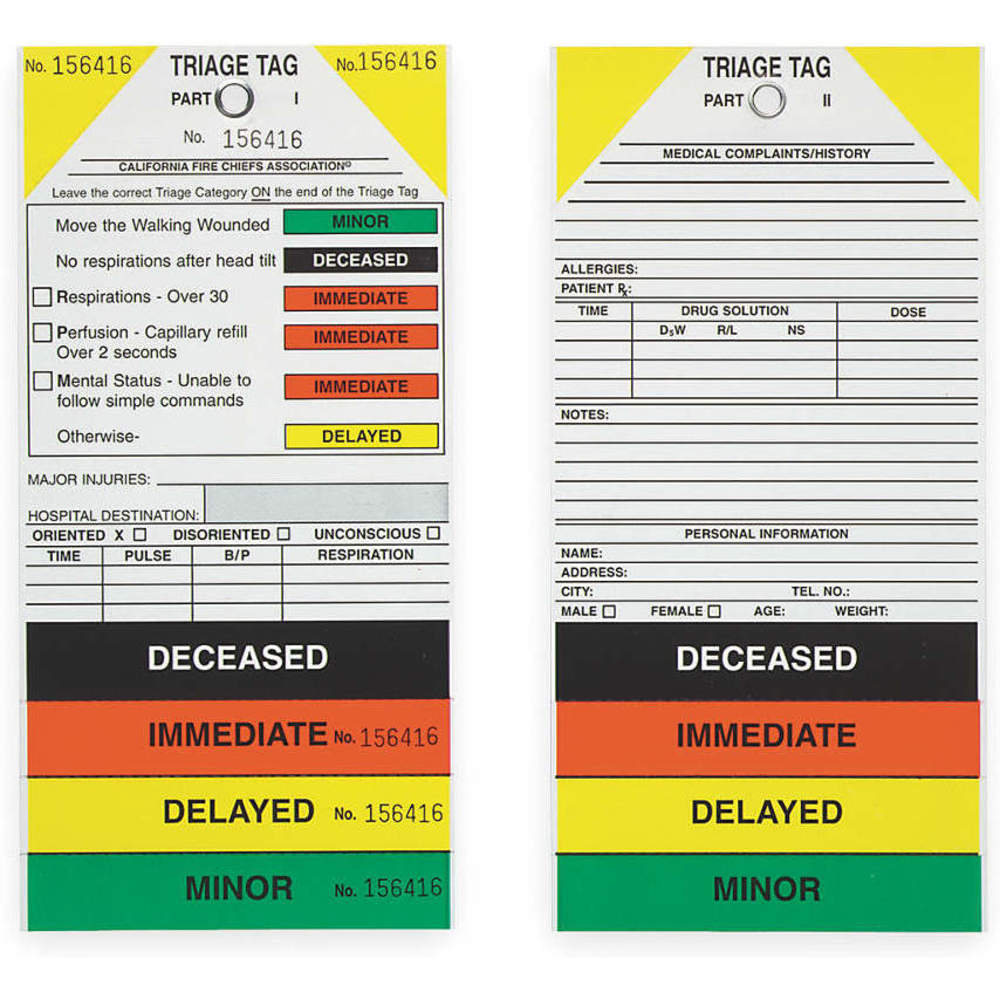 No. 156416
TRIAGE TAG
No. 156416
PART I
No. 156416
CALIFORNIA FIRE CHIEFS ASSOCIATION©
Leave the correct Triage Category ON the end of the Triage Tag
Move the Walking Wounded MINOR
No respirations after head tilt DECEASED
Respirations - Over 30 IMMEDIATE
Perfusion - Capillary refill
Over 2 seconds
IMMEDIATE
Mental Status - Unable to
follow simple commands
IMMEDIATE
Otherwise- DELAYED
MAJOR INJURIES:
HOSPITAL DESTINATION:
ORIENTED X DISORIENTED UNCONSCIOUS
TIME PULSE B/P RESPIRATION
DECEASED
IMMEDIATE No. 156416
DELAYED No. 156416
MINOR No. 156416
TRIAGE TAG
PART II
MEDICAL COMPLAINTS/HISTORY
ALLERGIES:
PATIENT ℞:
TIME DRUG SOLUTION DOSE
D5W R/L NS
NOTES:
PERSONAL INFORMATION
NAME:
ADDRESS:
CITY: TEL. NO.:
MALE FEMALE AGE: WEIGHT:
DECEASED
IMMEDIATE
DELAYED
MINOR